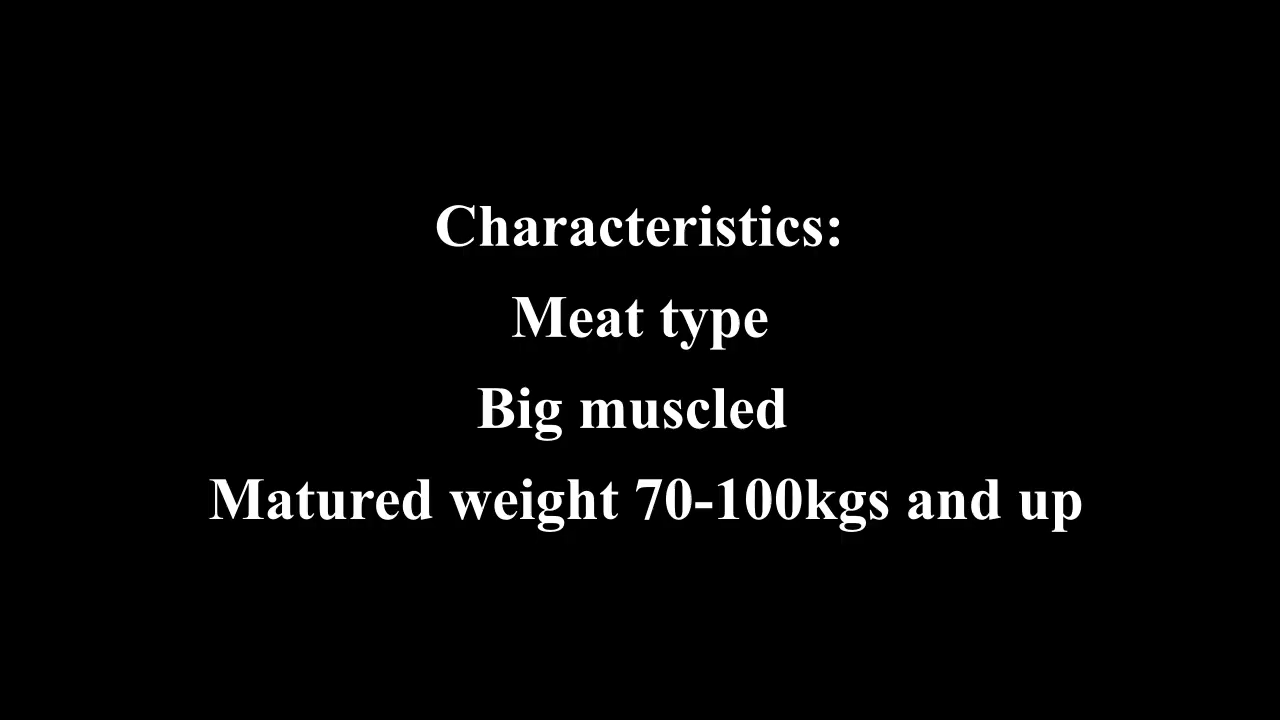 Characteristics:
Meat type
Big muscled
Matured weight 70-100kgs and up